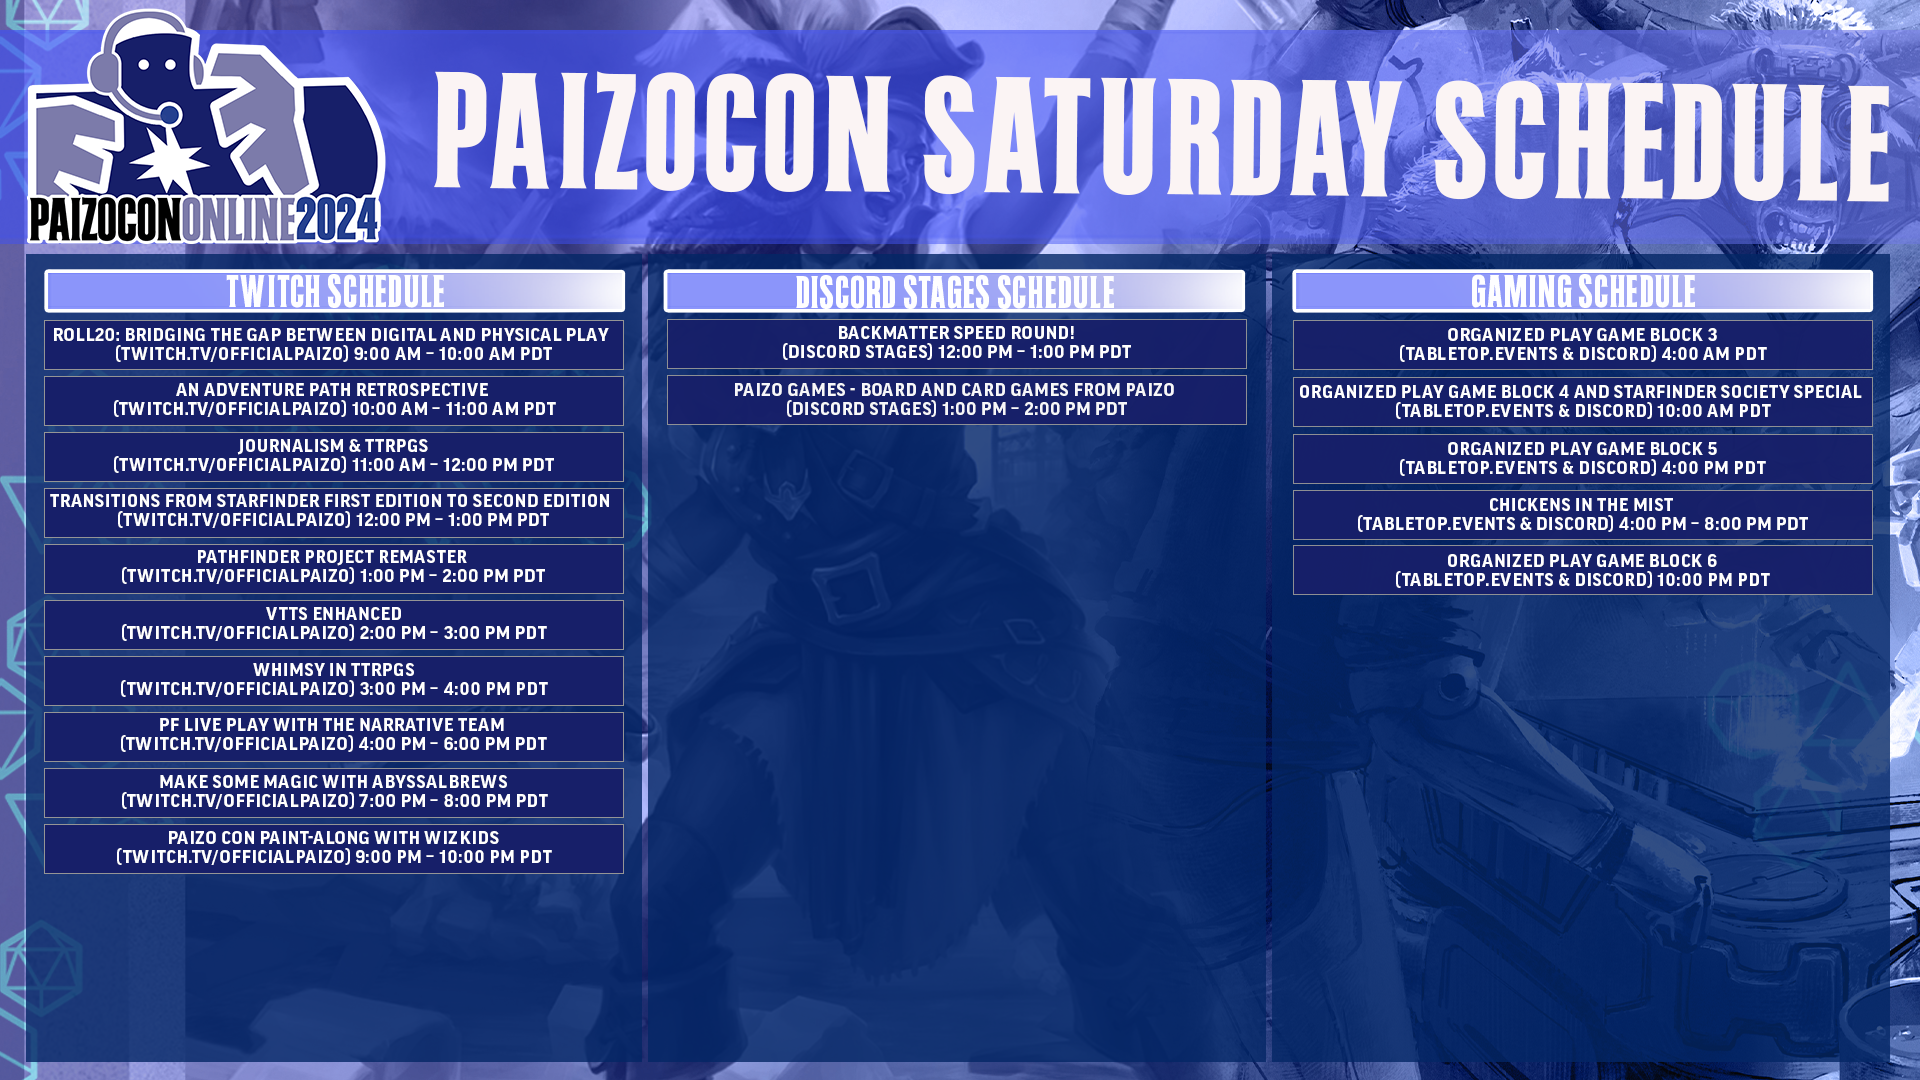 PAIZOCONONLINE2024
PAIZOCON SATURDAY SCHEDULE
TWITCH SCHEDULE
ROLL20: BRIDGING THE GAP BETWEEN DIGITAL AND PHYSICAL PLAY
(TWITCH.TV/OFFICIALPAIZO) 9:00 AM – 10:00 AM PDT
AN ADVENTURE PATH RETROSPECTIVE
(TWITCH.TV/OFFICIALPAIZO) 10:00 AM – 11:00 AM PDT
JOURNALISM & TTRPGS
(TWITCH.TV/OFFICIALPAIZO) 11:00 AM – 12:00 PM PDT
TRANSITIONS FROM STARFINDER FIRST EDITION TO SECOND EDITION
(TWITCH.TV/OFFICIALPAIZO) 12:00 PM – 1:00 PM PDT
PATHFINDER PROJECT REMASTER
(TWITCH.TV/OFFICIALPAIZO) 1:00 PM – 2:00 PM PDT
VTTS ENHANCED
(TWITCH.TV/OFFICIALPAIZO) 2:00 PM – 3:00 PM PDT
WHIMSY IN TTRPGS
(TWITCH.TV/OFFICIALPAIZO) 3:00 PM – 4:00 PM PDT
PF LIVE PLAY WITH THE NARRATIVE TEAM
(TWITCH.TV/OFFICIALPAIZO) 4:00 PM – 6:00 PM PDT
MAKE SOME MAGIC WITH ABYSSALBREWS
(TWITCH.TV/OFFICIALPAIZO) 7:00 PM – 8:00 PM PDT
PAIZO CON PAINT-ALONG WITH WIZKIDS
(TWITCH.TV/OFFICIALPAIZO) 9:00 PM – 10:00 PM PDT
DISCORD STAGES SCHEDULE
BACKMATTER SPEED ROUND!
(DISCORD STAGES) 12:00 PM – 1:00 PM PDT
PAIZO GAMES - BOARD AND CARD GAMES FROM PAIZO
(DISCORD STAGES) 1:00 PM – 2:00 PM PDT
GAMING SCHEDULE
ORGANIZED PLAY GAME BLOCK 3
(TABLETOP.EVENTS & DISCORD) 4:00 AM PDT
ORGANIZED PLAY GAME BLOCK 4 AND STARFINDER SOCIETY SPECIAL
(TABLETOP.EVENTS & DISCORD) 10:00 AM PDT
ORGANIZED PLAY GAME BLOCK 5
(TABLETOP.EVENTS & DISCORD) 4:00 PM PDT
CHICKENS IN THE MIST
(TABLETOP.EVENTS & DISCORD) 4:00 PM – 8:00 PM PDT
ORGANIZED PLAY GAME BLOCK 6
(TABLETOP.EVENTS & DISCORD) 10:00 PM PDT